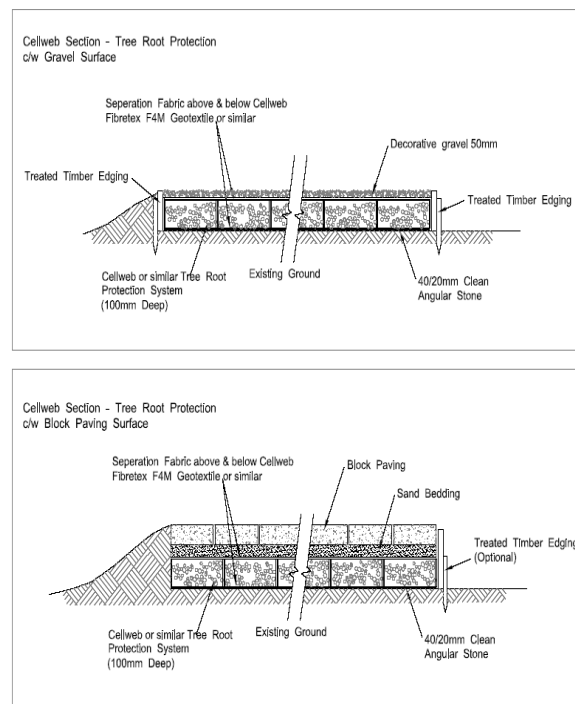 Cellweb Section - Tree Root Protection
c/w Gravel Surface
Seperation Fabric above & below Cellweb
Fibretex F4M Geotextile or similar
Decorative gravel 50mm
Treated Timber Edging
Treated Timber Edging
Cellweb or similar Tree Root
Protection System
(100mm Deep)
Existing Ground
40/20mm Clean
Angular Stone
Cellweb Section - Tree Root Protection
c/w Block Paving Surface
Seperation Fabric above & below Cellweb
Fibretex F4M Geotextile or similar
Block Paving
Sand Bedding
Treated Timber Edging
(Optional)
Cellweb or similar Tree Root
Protection System
(100mm Deep)
Existing Ground
40/20mm Clean
Angular Stone